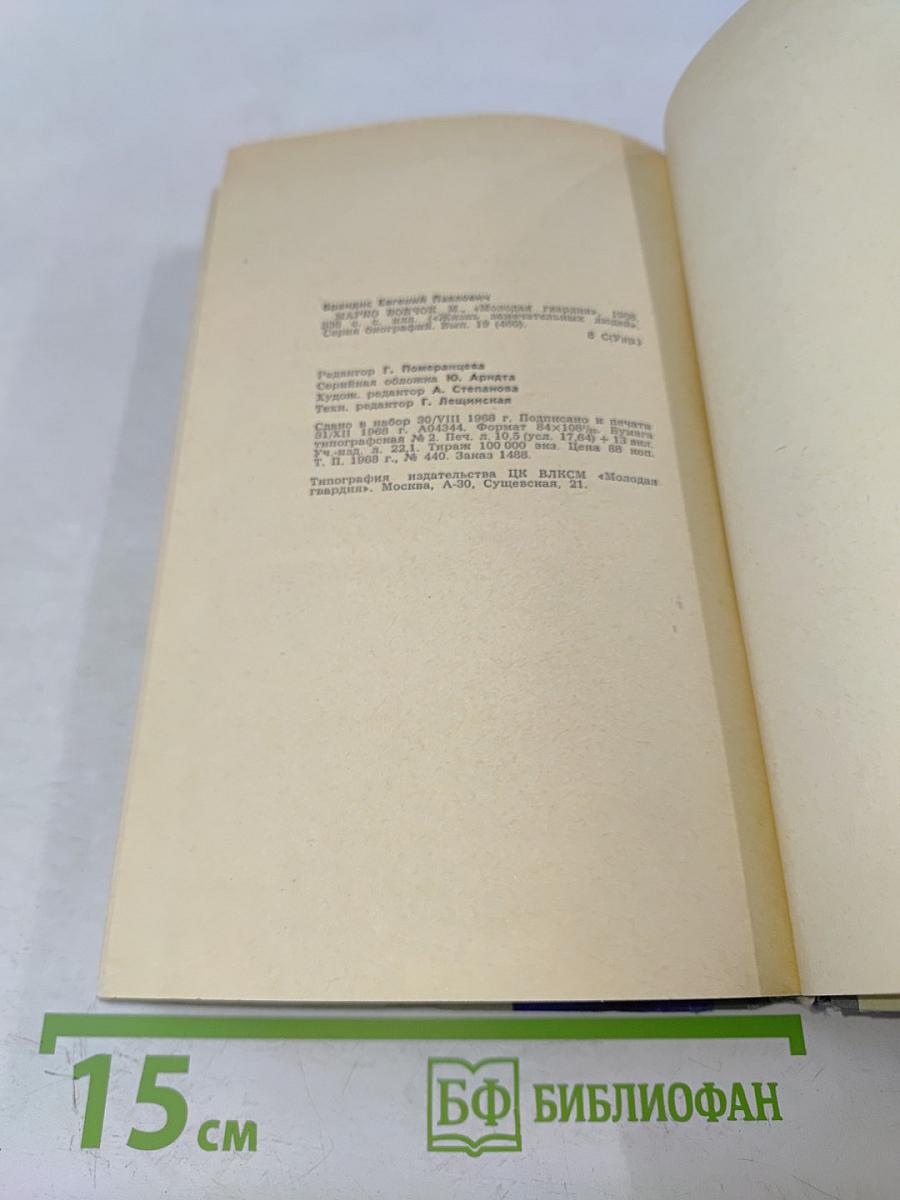 Брандис Евгений Павлович
МАРКО ВОВЧОК М., «Молодая гвардия», 1968.
336 с. с илл. («Жизнь замечательных людей».
Серия биографий. Вып. 19 (460).
8 С(Укр.)
Редактор Г. Померанцева
Серийная обложка Ю. Арндта
Худож. редактор А. Степанова
Техн. редактор Г. Лещинская
Сдано в набор 30/VIII 1968 г. Подписано к печати
31/XII 1968 г. А04344. Формат 84×108¹/₃₂. Бумага
типографская № 2. Печ. л. 10,5 (усл. 17,64) + 13 вкл.
Уч.-изд. л. 22,1. Тираж 100 000 экз. Цена 88 коп.
Т. П. 1968 г., № 440. Заказ 1488.
Типография издательства ЦК ВЛКСМ «Молодая
гвардия». Москва, А-30, Сущевская, 21.
15 см
БФ БИБЛИОФАН